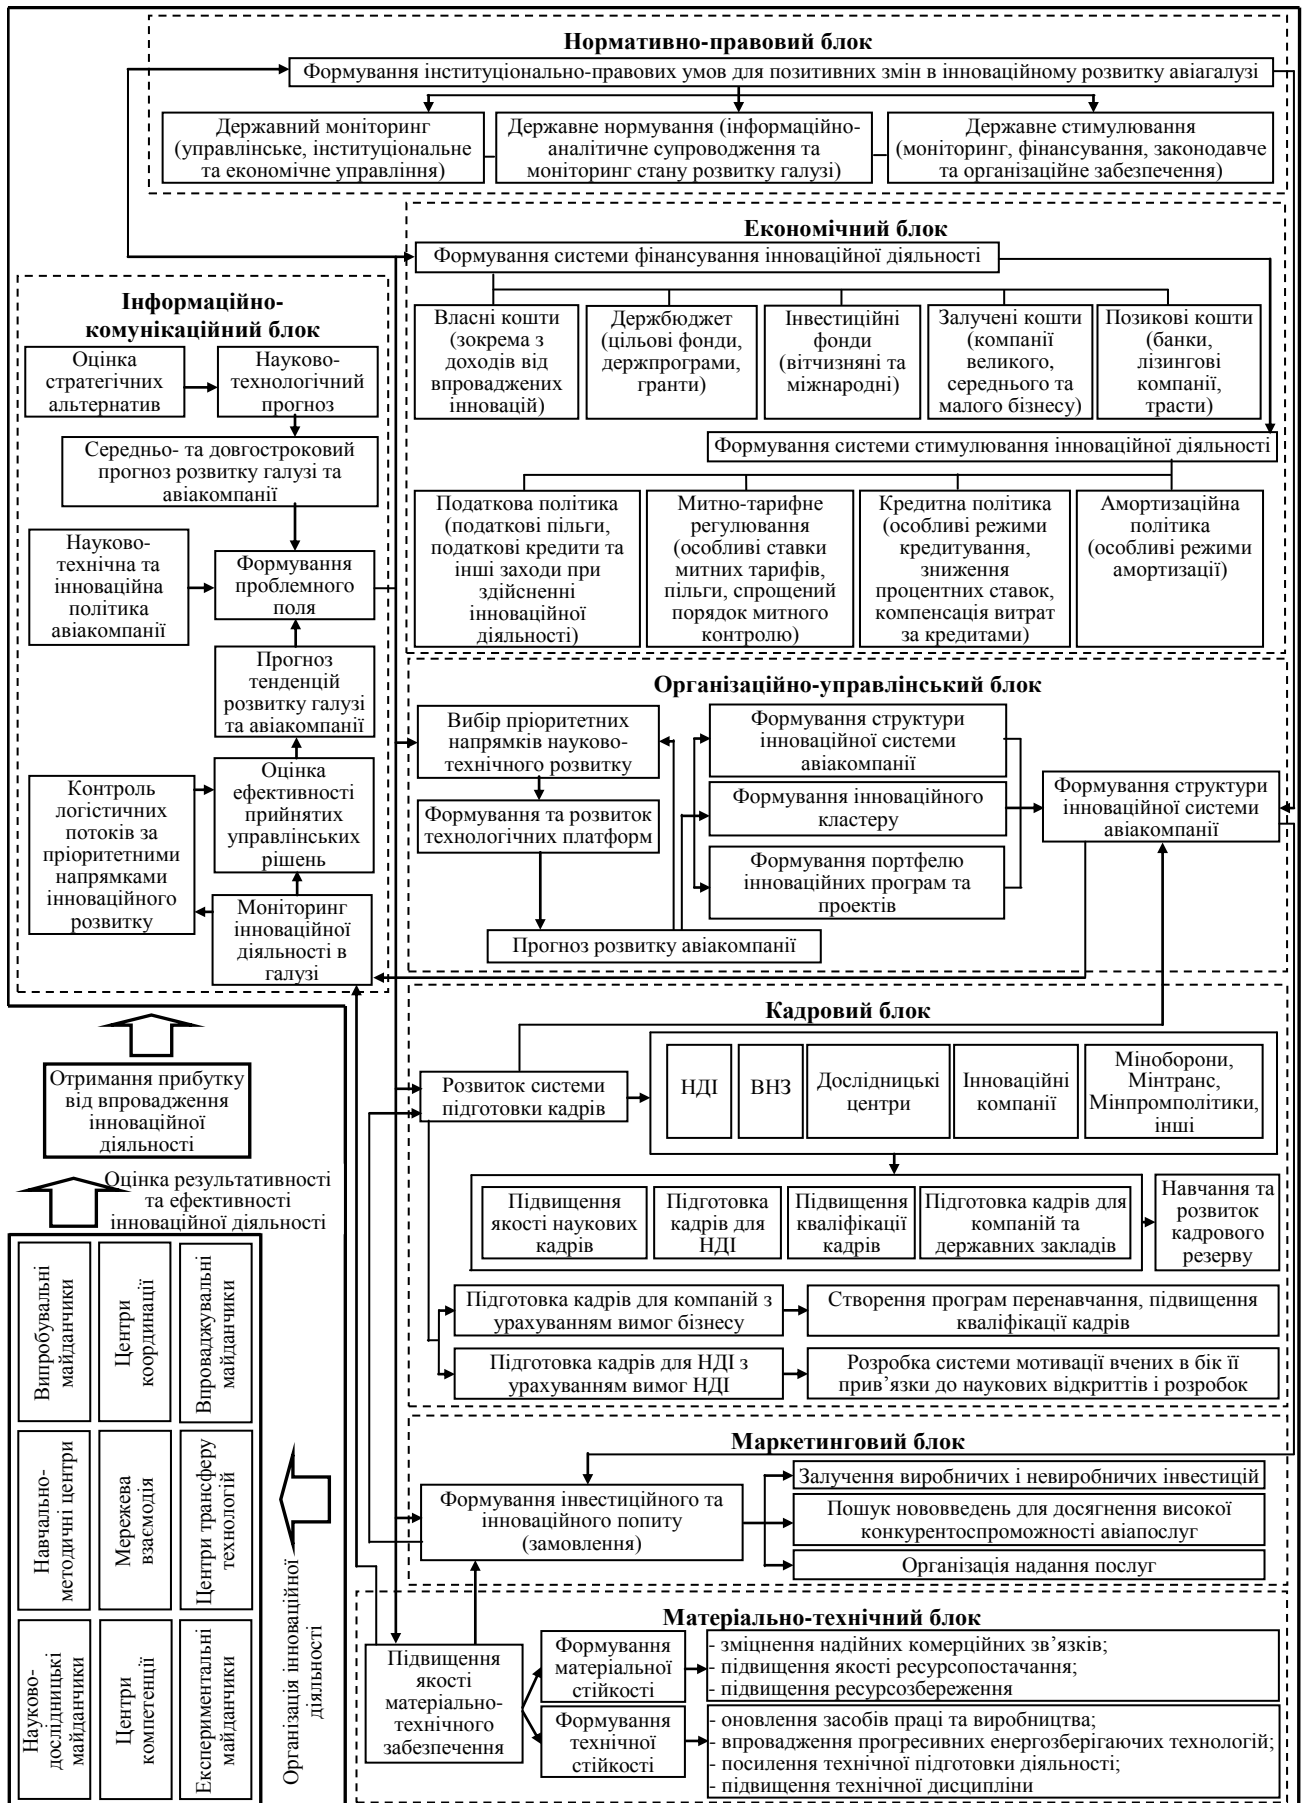 Нормативно-правовий блок
Формування інституціонально-правових умов для позитивних змін в інноваційному розвитку авіагалузі
Державний моніторинг
(управлінське, інституціональне
та економічне управління)
Державне нормування (інформаційно-
аналітичне супроводження та
моніторинг стану розвитку галузі)
Державне стимулювання
(моніторинг, фінансування, законодавче
та організаційне забезпечення)
Економічний блок
Формування системи фінансування інноваційної діяльності
Власні кошти
(зокрема з
доходів від
впроваджених
інновацій)
Держбюджет
(цільові фонди,
держпрограми,
гранти)
Інвестиційні
фонди
(вітчизняні та
міжнародні)
Залучені кошти
(компанії
великого,
середнього та
малого бізнесу)
Позикові кошти
(банки,
лізингові
компанії,
трасти)
Формування системи стимулювання інноваційної діяльності
Податкова політика
(податкові пільги,
податкові кредити та
інші заходи при
здійсненні
інноваційної
діяльності)
Митно-тарифне
регулювання
(особливі ставки
митних тарифів,
пільги, спрощений
порядок митного
контролю)
Кредитна політика
(особливі режими
кредитування,
зниження
процентних ставок,
компенсація витрат
за кредитами)
Амортизаційна
політика
(особливі режими
амортизації)
Інформаційно-
комунікаційний блок
Оцінка
стратегічних
альтернатив
Науково-
технологічний
прогноз
Середньо- та довгостроковий
прогноз розвитку галузі та
авіакомпанії
Науково-
технічна та
інноваційна
політика
авіакомпанії
Формування
проблемного
поля
Прогноз
тенденцій
розвитку галузі
та авіакомпанії
Контроль
логістичних
потоків за
пріоритетними
напрямками
інноваційного
розвитку
Оцінка
ефективності
прийнятих
управлінських
рішень
Моніторинг
інноваційної
діяльності в
галузі
Організаційно-управлінський блок
Вибір пріоритетних
напрямків науково-
технічного розвитку
Формування та розвиток
технологічних платформ
Прогноз розвитку авіакомпанії
Формування структури
інноваційної системи
авіакомпанії
Формування інноваційного
кластеру
Формування портфелю
інноваційних програм та
проектів
Формування структури
інноваційної системи
авіакомпанії
Кадровий блок
Розвиток системи
підготовки кадрів
НДІ
ВНЗ
Дослідницькі
центри
Інноваційні
компанії
Міноборони,
Мінтранс,
Мінпромполітики,
інші
Підвищення
якості наукових
кадрів
Підготовка
кадрів для
НДІ
Підвищення
кваліфікації
кадрів
Підготовка кадрів для
компаній та
державних закладів
Навчання та
розвиток
кадрового
резерву
Підготовка кадрів для компаній з
урахуванням вимог бізнесу
Створення програм перенавчання, підвищення
кваліфікації кадрів
Підготовка кадрів для НДІ з
урахуванням вимог НДІ
Розробка системи мотивації вчених в бік її
прив’язки до наукових відкриттів і розробок
Маркетинговий блок
Формування інвестиційного та
інноваційного попиту
(замовлення)
Залучення виробничих і невиробничих інвестицій
Пошук нововведень для досягнення високої
конкурентоспроможності авіапослуг
Організація надання послуг
Матеріально-технічний блок
Підвищення
якості
матеріально-
технічного
забезпечення
Формування
матеріальної
стійкості
- зміцнення надійних комерційних зв’язків;
- підвищення якості ресурсопостачання;
- підвищення ресурсозбереження
Формування
технічної
стійкості
- оновлення засобів праці та виробництва;
- впровадження прогресивних енергозберігаючих технологій;
- посилення технічної підготовки діяльності;
- підвищення технічної дисципліни
Отримання прибутку
від впровадження
інноваційної
діяльності
Оцінка результативності
та ефективності
інноваційної діяльності
Випробувальні
майданчики
Центри
координації
Впроваджувальні
майданчики
Навчально-
методичні центри
Мережева
взаємодія
Центри трансферу
технологій
Науково-
дослідницькі
майданчики
Центри
компетенції
Експериментальні
майданчики
Організація інноваційної
діяльності